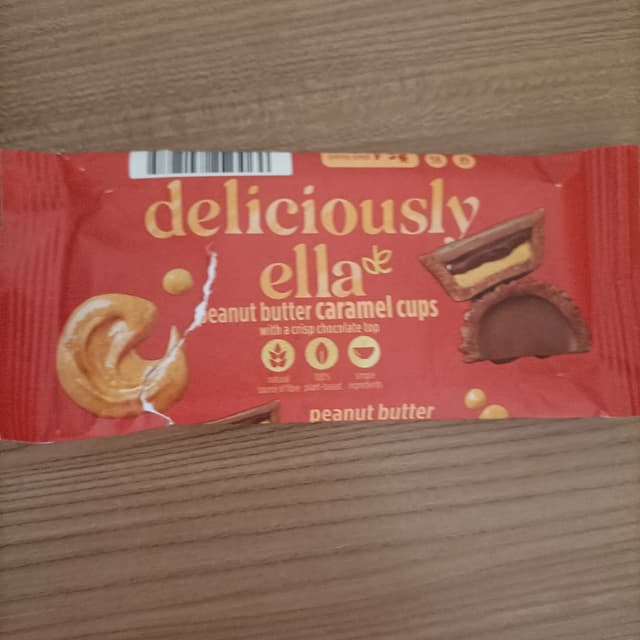 deliciously
ella
peanut butter caramel cups
with a crisp chocolate top
natural
source of fibre
100%
plant-based
simple
ingredients
peanut butter